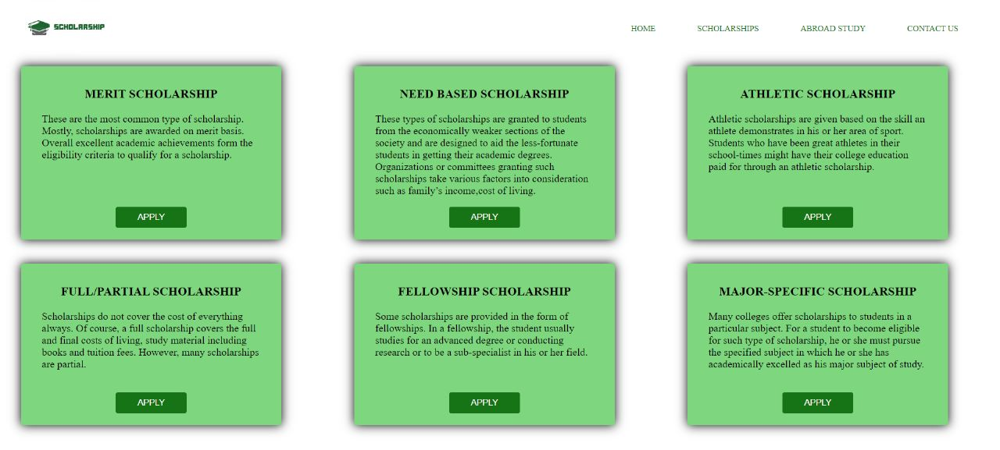 SCHOLARSHIP
HOME
SCHOLARSHIPS
ABROAD STUDY
CONTACT US
MERIT SCHOLARSHIP
These are the most common type of scholarship.
Mostly, scholarships are awarded on merit basis.
Overall excellent academic achievements form the
eligibility criteria to qualify for a scholarship.
APPLY
NEED BASED SCHOLARSHIP
These types of scholarships are granted to students
from the economically weaker sections of the
society and are designed to aid the less-fortunate
students in getting their academic degrees.
Organizations or committees granting such
scholarships take various factors into consideration
such as family’s income,cost of living.
APPLY
ATHLETIC SCHOLARSHIP
Athletic scholarships are given based on the skill an
athlete demonstrates in his or her area of sport.
Students who have been great athletes in their
school-times might have their college education
paid for through an athletic scholarship.
APPLY
FULL/PARTIAL SCHOLARSHIP
Scholarships do not cover the cost of everything
always. Of course, a full scholarship covers the full
and final costs of living, study material including
books and tuition fees. However, many scholarships
are partial.
APPLY
FELLOWSHIP SCHOLARSHIP
Some scholarships are provided in the form of
fellowships. In a fellowship, the student usually
studies for an advanced degree or conducting
research or to be a sub-specialist in his or her field.
APPLY
MAJOR-SPECIFIC SCHOLARSHIP
Many colleges offer scholarships to students in a
particular subject. For a student to become eligible
for such type of scholarship, he or she must pursue
the specified subject in which he or she has
academically excelled as his major subject of study.
APPLY